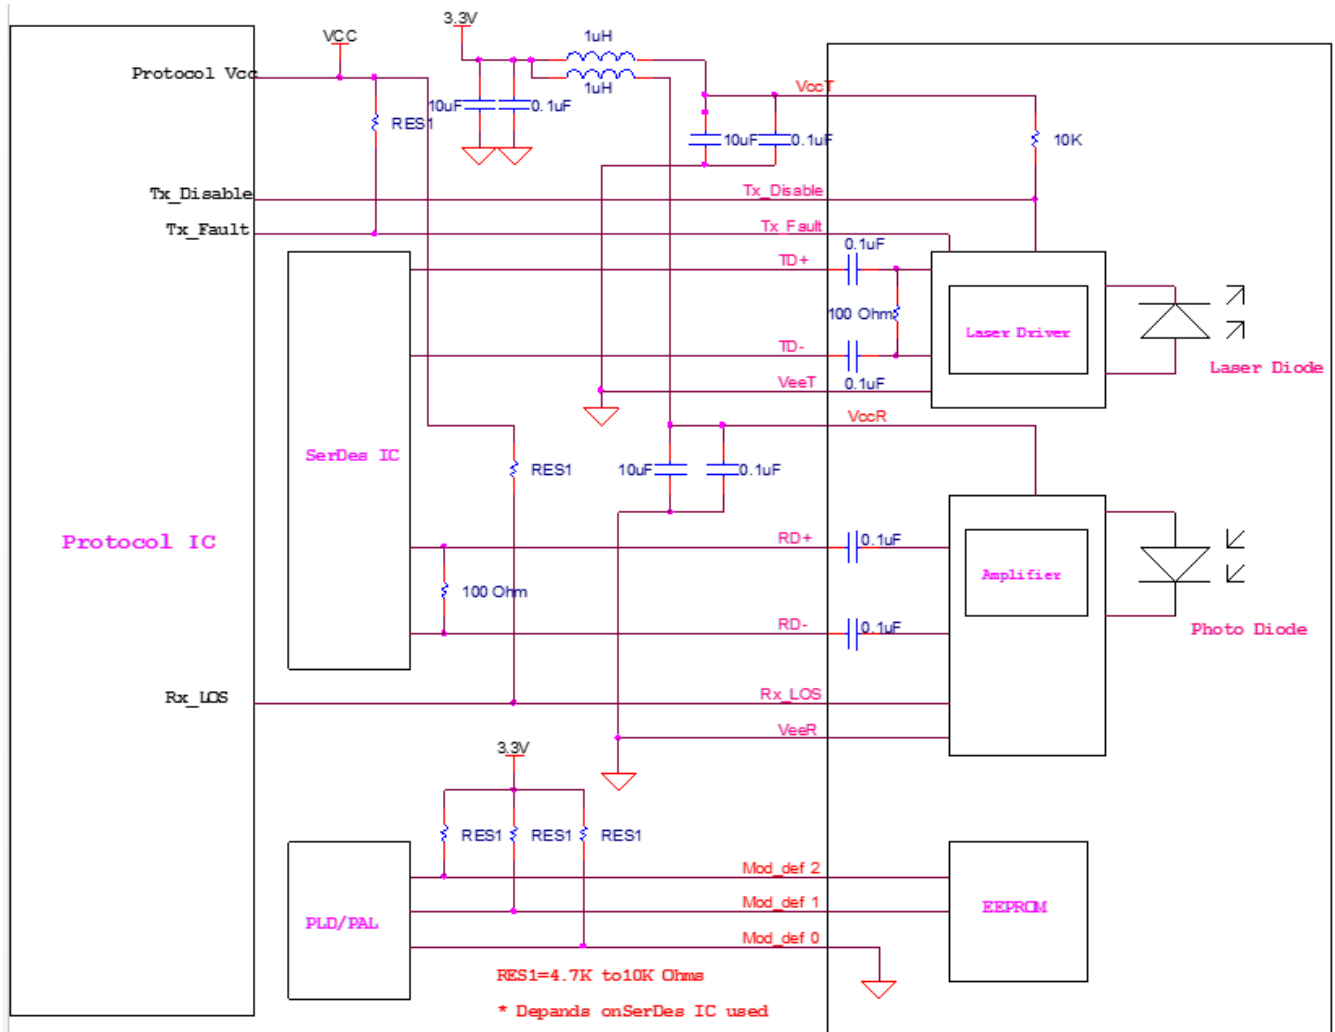 3.3V
VCC
1uH
Protocol Vcc
1uH
VccT
10uF
0.1uF
RES1
10uF
0.1uF
10K
Tx_Disable
Tx_Disable
Tx_Fault
Tx_Fault
0.1uF
TD+
100 Ohm
Laser Driver
TD-
Laser Diode
VeeT
0.1uF
VccR
SerDes IC
RES1
10uF
0.1uF
Protocol IC
RD+
0.1uF
Amplifier
100 Ohm
RD-
0.1uF
Photo Diode
Rx_LOS
Rx_LOS
VeeR
3.3V
RES1
RES1
RES1
Mod_def 2
Mod_def 1
EEPROM
PLD/PAL
Mod_def 0
RES1=4.7K to10K Ohms
* Depands onSerDes IC used